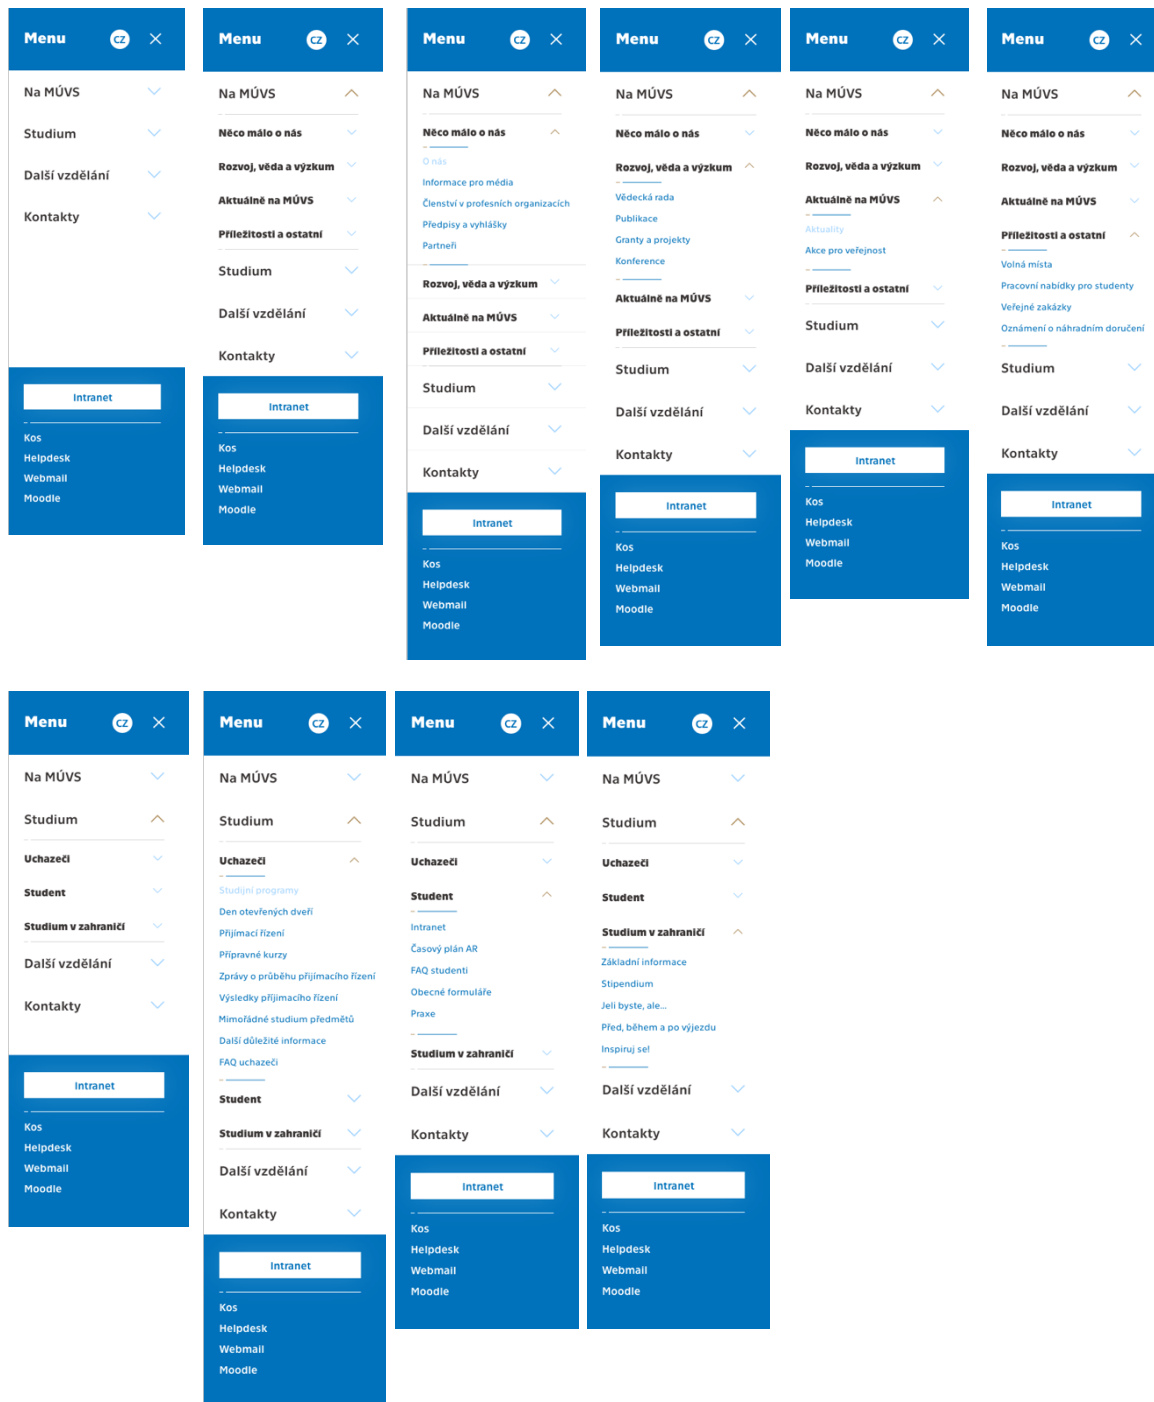 Menu CZ
Na MÚVS
Studium
Další vzdělání
Kontakty
Intranet
Kos
Helpdesk
Webmail
Moodle
Menu CZ
Na MÚVS
Něco málo o nás
Rozvoj, věda a výzkum
Aktuálně na MÚVS
Příležitosti a ostatní
Studium
Další vzdělání
Kontakty
Intranet
Kos
Helpdesk
Webmail
Moodle
Menu CZ
Na MÚVS
Něco málo o nás
O nás
Informace pro média
Členství v profesních organizacích
Předpisy a vyhlášky
Partneři
Rozvoj, věda a výzkum
Aktuálně na MÚVS
Příležitosti a ostatní
Studium
Další vzdělání
Kontakty
Intranet
Kos
Helpdesk
Webmail
Moodle
Menu CZ
Na MÚVS
Něco málo o nás
Rozvoj, věda a výzkum
Vědecká rada
Publikace
Granty a projekty
Konference
Aktuálně na MÚVS
Příležitosti a ostatní
Studium
Další vzdělání
Kontakty
Intranet
Kos
Helpdesk
Webmail
Moodle
Menu CZ
Na MÚVS
Něco málo o nás
Rozvoj, věda a výzkum
Aktuálně na MÚVS
Aktuality
Akce pro veřejnost
Příležitosti a ostatní
Studium
Další vzdělání
Kontakty
Intranet
Kos
Helpdesk
Webmail
Moodle
Menu CZ
Na MÚVS
Něco málo o nás
Rozvoj, věda a výzkum
Aktuálně na MÚVS
Příležitosti a ostatní
Volná místa
Pracovní nabídky pro studenty
Veřejné zakázky
Oznámení o náhradním doručení
Studium
Další vzdělání
Kontakty
Intranet
Kos
Helpdesk
Webmail
Moodle
Menu CZ
Na MÚVS
Studium
Uchazeči
Student
Studium v zahraničí
Další vzdělání
Kontakty
Intranet
Kos
Helpdesk
Webmail
Moodle
Menu CZ
Na MÚVS
Studium
Uchazeči
Studijní programy
Den otevřených dveří
Přijímací řízení
Přípravné kurzy
Zprávy o průběhu přijímacího řízení
Výsledky příjimacího řízení
Mimořádné studium předmětů
Další důležité informace
FAQ uchazeči
Student
Studium v zahraničí
Další vzdělání
Kontakty
Intranet
Kos
Helpdesk
Webmail
Moodle
Menu CZ
Na MÚVS
Studium
Uchazeči
Student
Intranet
Časový plán AR
FAQ studenti
Obecné formuláře
Praxe
Studium v zahraničí
Další vzdělání
Kontakty
Intranet
Kos
Helpdesk
Webmail
Moodle
Menu CZ
Na MÚVS
Studium
Uchazeči
Student
Studium v zahraničí
Základní informace
Stipendium
Jeli byste, ale...
Před, během a po výjezdu
Inspiruj se!
Další vzdělání
Kontakty
Intranet
Kos
Helpdesk
Webmail
Moodle